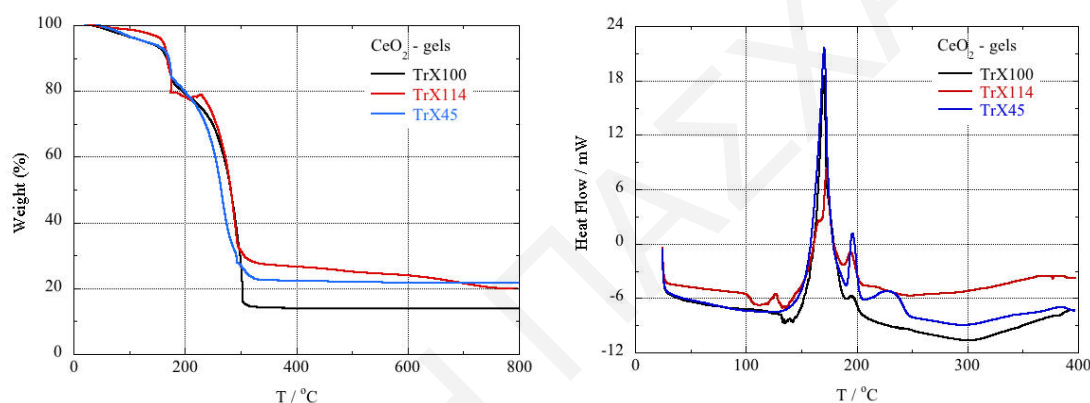 CeO2 - gels
TrX100
TrX114
TrX45
Weight (%)
100
80
60
40
20
0
0
200
400
600
800
T / °C
CeO2 - gels
TrX100
TrX114
TrX45
Heat Flow / mW
24
18
12
6
0
-6
-12
0
100
200
300
400
T / °C